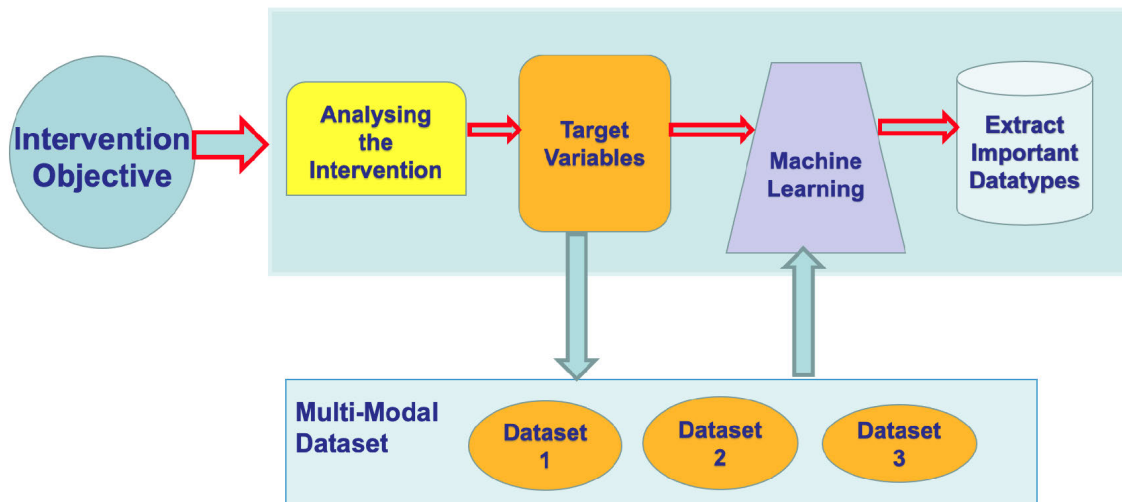 Intervention
Objective
Analysing
the
Intervention
Target
Variables
Machine
Learning
Extract
Important
Datatypes
Multi-Modal
Dataset
Dataset
1
Dataset
2
Dataset
3